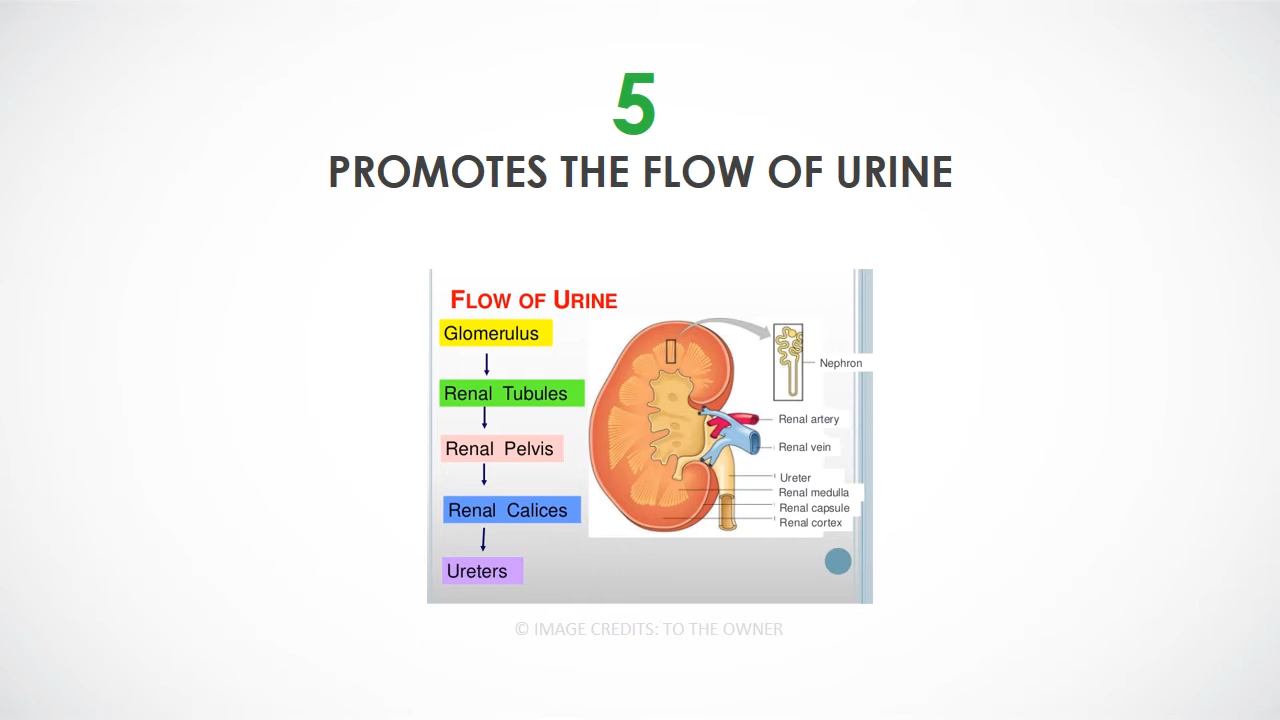 5
PROMOTES THE FLOW OF URINE
FLOW OF URINE
Glomerulus
Renal Tubules
Renal Pelvis
Renal Calices
Ureters
Nephron
Renal artery
Renal vein
Ureter
Renal medulla
Renal capsule
Renal cortex
© IMAGE CREDITS: TO THE OWNER